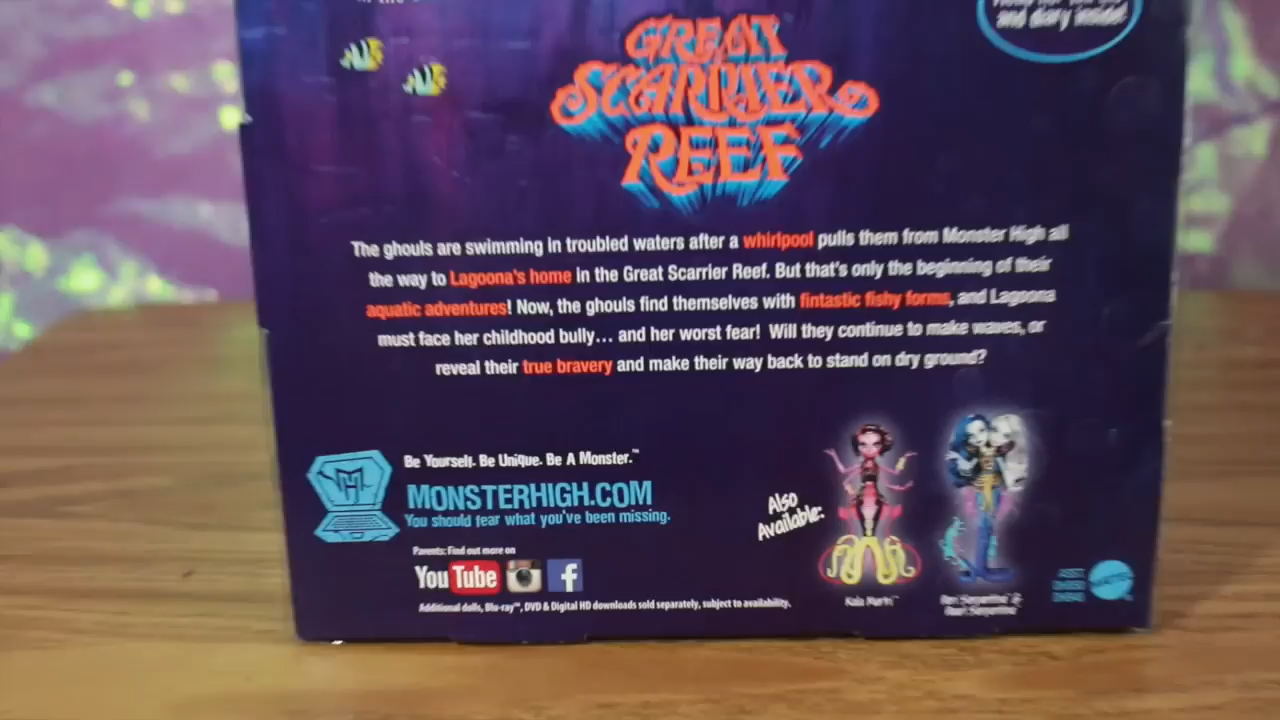 and diary inside!
GREAT
SCARRIER
REEF
The ghouls are swimming in troubled waters after a whirlpool pulls them from Monster High all
the way to Lagoona's home in the Great Scarrier Reef. But that's only the beginning of their
aquatic adventures! Now, the ghouls find themselves with fintastic fishy forms, and Lagoona
must face her childhood bully... and her worst fear! Will they continue to make waves, or
reveal their true bravery and make their way back to stand on dry ground?
Be Yourself. Be Unique. Be A Monster.™
MONSTERHIGH.COM
You should fear what you've been missing.
Also
Available:
Parents: Find out more on
YouTube f
Additional dolls, Blu-ray™, DVD & Digital HD downloads sold separately, subject to availability.
Kala Mer'ri™